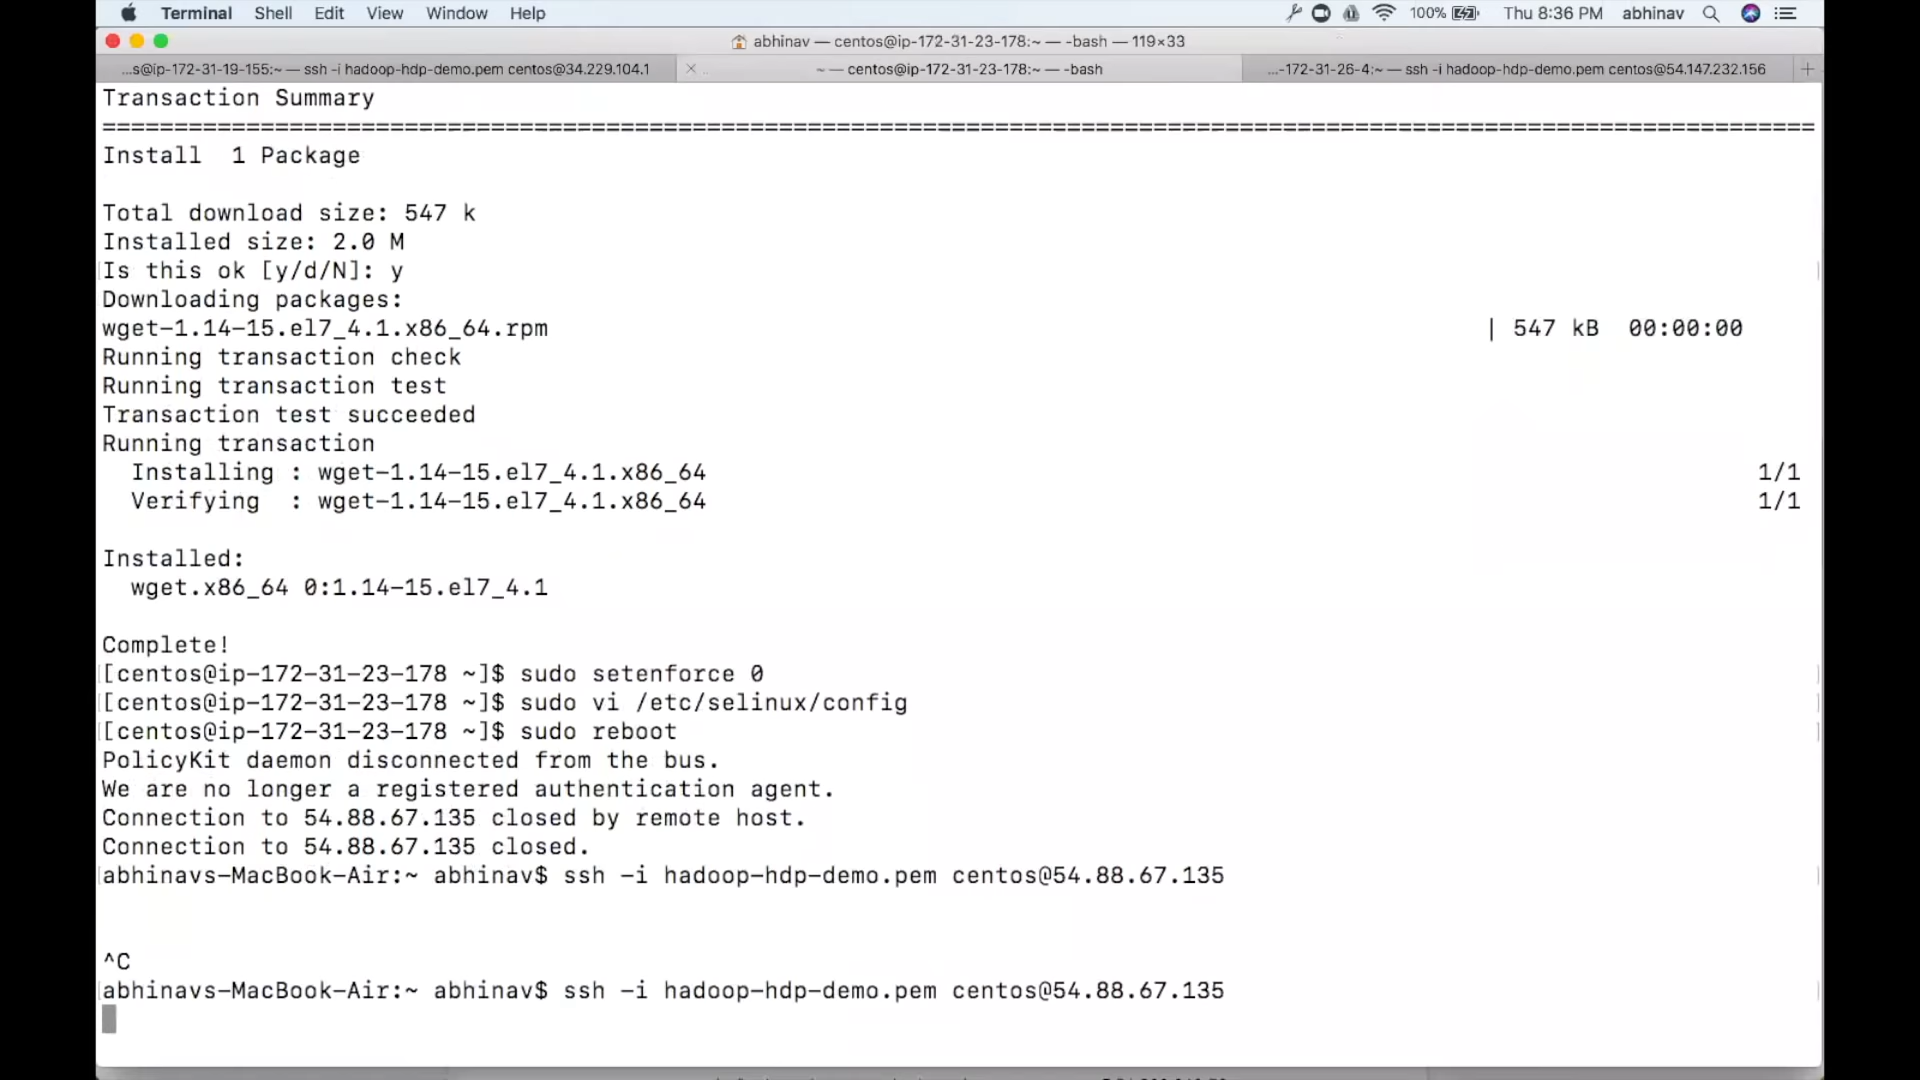 Terminal Shell Edit View Window Help 100% Thu 8:36 PM abhinav
abhinav — centos@ip-172-31-23-178:~ — -bash — 119×33
...s@ip-172-31-19-155:~ — ssh -i hadoop-hdp-demo.pem centos@34.229.104.1
~ — centos@ip-172-31-23-178:~ — -bash
...-172-31-26-4:~ — ssh -i hadoop-hdp-demo.pem centos@54.147.232.156
Transaction Summary
=======================================================================================================================
Install  1 Package
Total download size: 547 k
Installed size: 2.0 M
Is this ok [y/d/N]: y
Downloading packages:
wget-1.14-15.el7_4.1.x86_64.rpm | 547 kB  00:00:00
Running transaction check
Running transaction test
Transaction test succeeded
Running transaction
  Installing : wget-1.14-15.el7_4.1.x86_64 1/1
  Verifying  : wget-1.14-15.el7_4.1.x86_64 1/1
Installed:
  wget.x86_64 0:1.14-15.el7_4.1
Complete!
[centos@ip-172-31-23-178 ~]$ sudo setenforce 0
[centos@ip-172-31-23-178 ~]$ sudo vi /etc/selinux/config
[centos@ip-172-31-23-178 ~]$ sudo reboot
PolicyKit daemon disconnected from the bus.
We are no longer a registered authentication agent.
Connection to 54.88.67.135 closed by remote host.
Connection to 54.88.67.135 closed.
abhinavs-MacBook-Air:~ abhinav$ ssh -i hadoop-hdp-demo.pem centos@54.88.67.135
^C
abhinavs-MacBook-Air:~ abhinav$ ssh -i hadoop-hdp-demo.pem centos@54.88.67.135